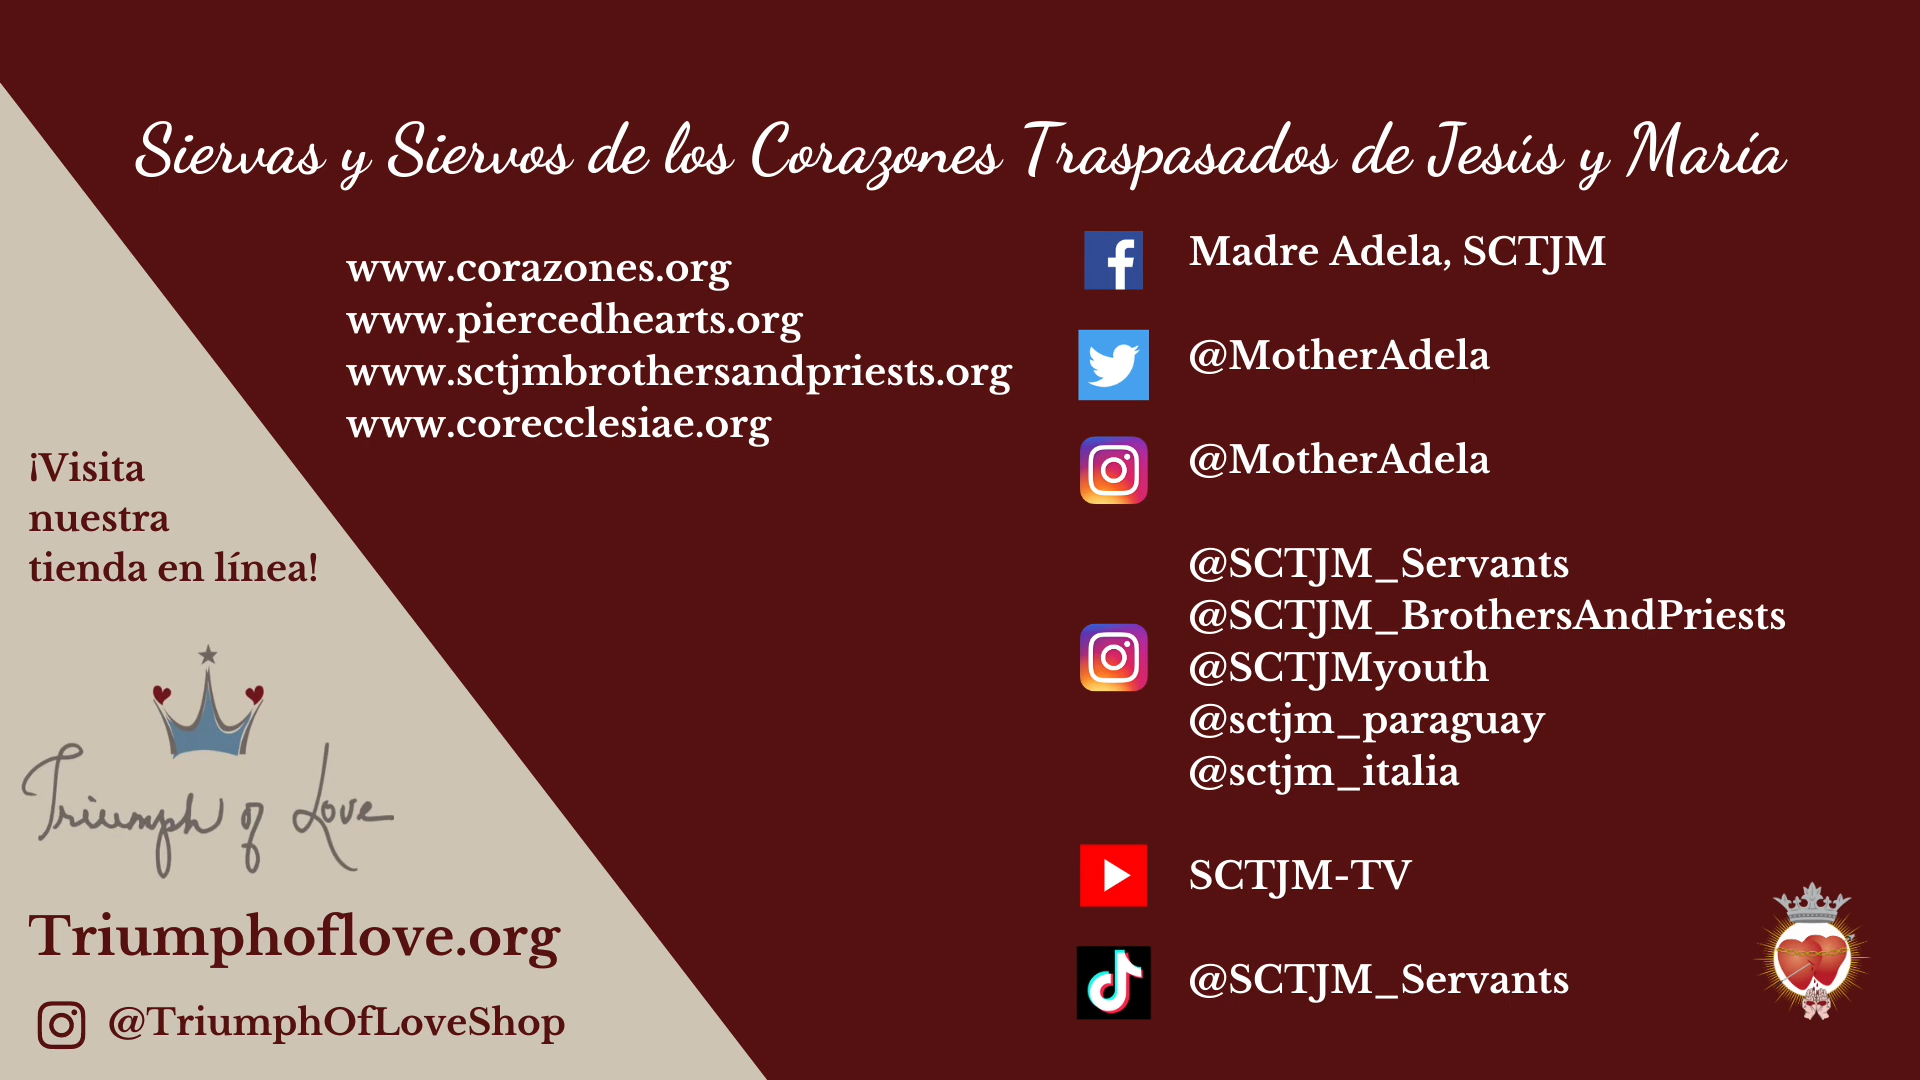 Siervas y Siervos de los Corazones Traspasados de Jesús y María
www.corazones.org
www.piercedhearts.org
www.sctjmbrothersandpriests.org
www.corecclesiae.org
Madre Adela, SCTJM
@MotherAdela
@MotherAdela
@SCTJM_Servants
@SCTJM_BrothersAndPriests
@SCTJMyouth
@sctjm_paraguay
@sctjm_italia
SCTJM-TV
@SCTJM_Servants
¡Visita
nuestra
tienda en línea!
Triumph of Love
Triumphoflove.org
@TriumphOfLoveShop